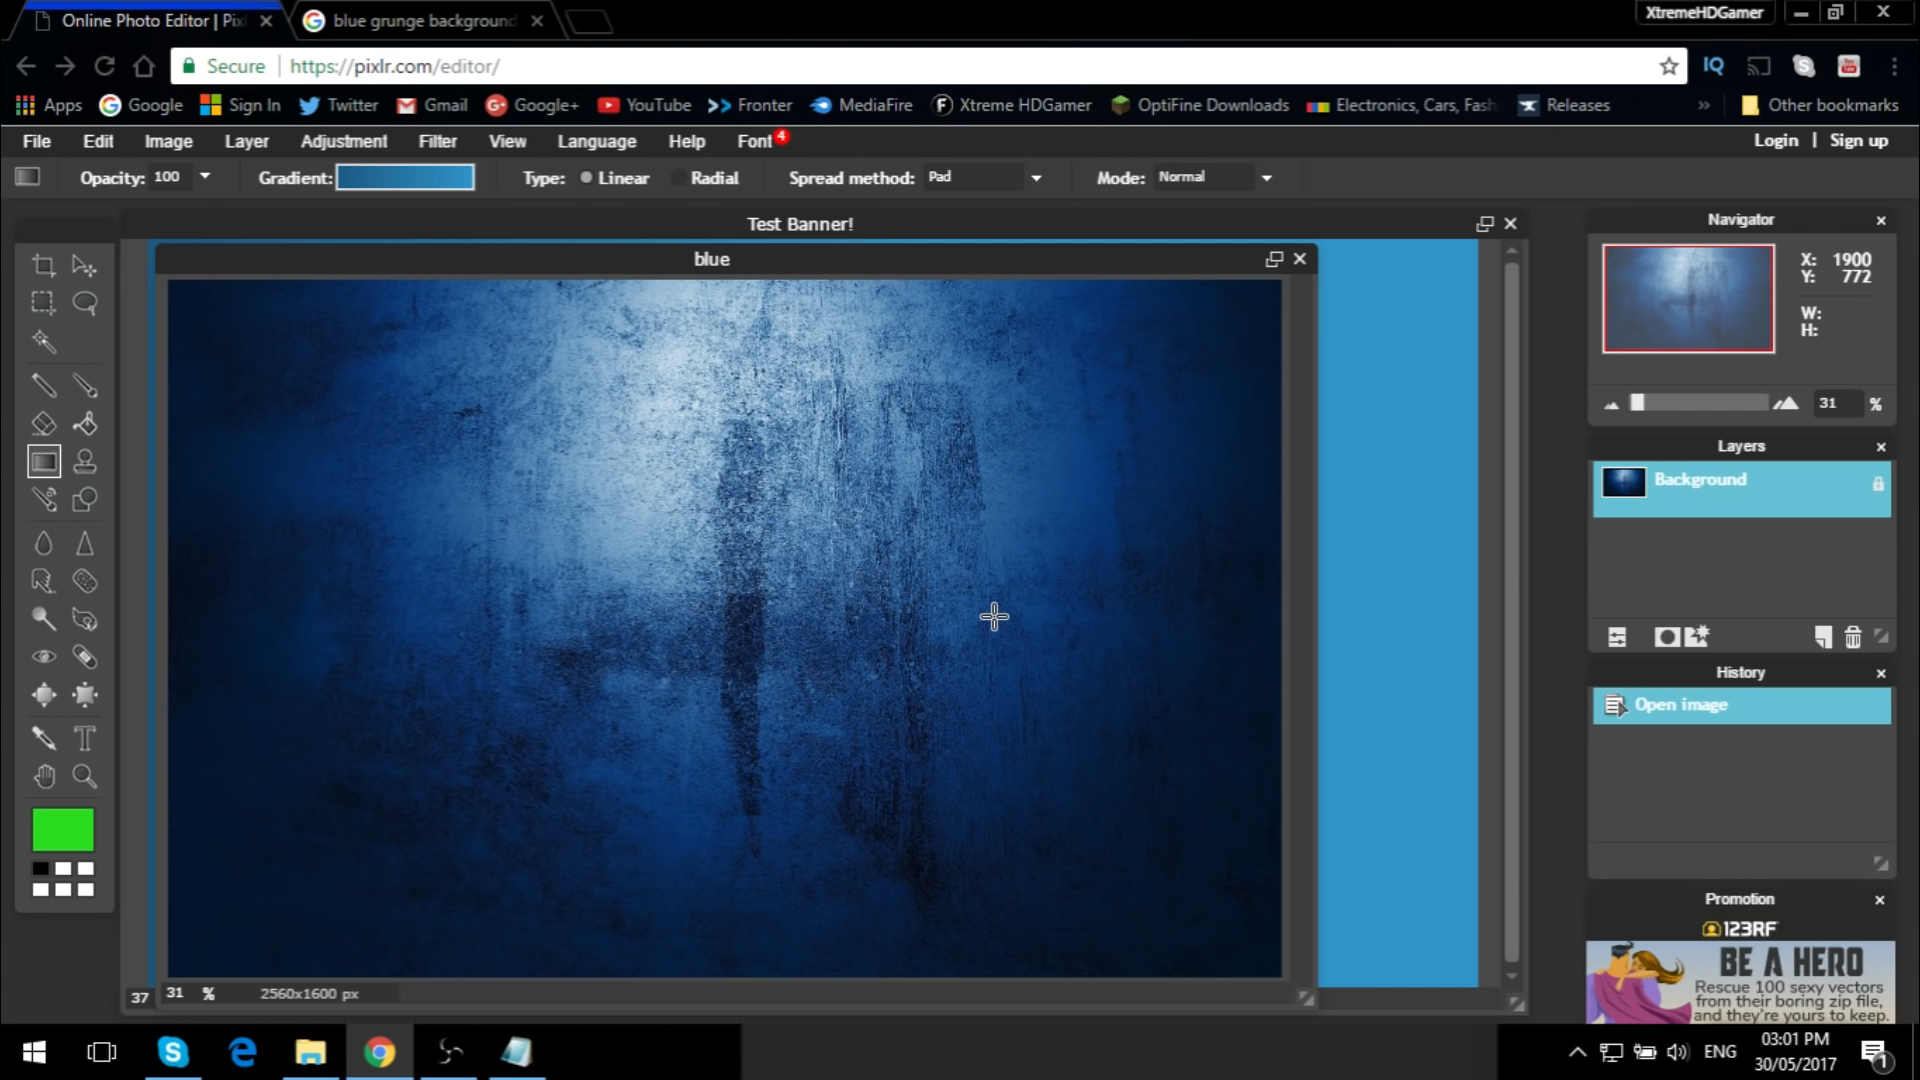 XtremeHDGamer
Online Photo Editor | Pix
blue grunge background
Secure https://pixlr.com/editor/
IQ
Apps Google Sign In Twitter Gmail Google+ YouTube Fronter MediaFire Xtreme HDGamer OptiFine Downloads Electronics, Cars, Fash Releases » Other bookmarks
File Edit Image Layer Adjustment Filter View Language Help Font 4 Login | Sign up
Opacity: 100 Gradient: Type: Linear Radial Spread method: Pad Mode: Normal
Test Banner!
blue
Navigator
X: 1900
Y: 772
W:
H:
31 %
Layers
Background
History
Open image
Promotion
123RF
BE A HERO
Rescue 100 sexy vectors
from their boring zip file,
and they're yours to keep.
37 31 % 2560x1600 px
ENG 03:01 PM
30/05/2017
1